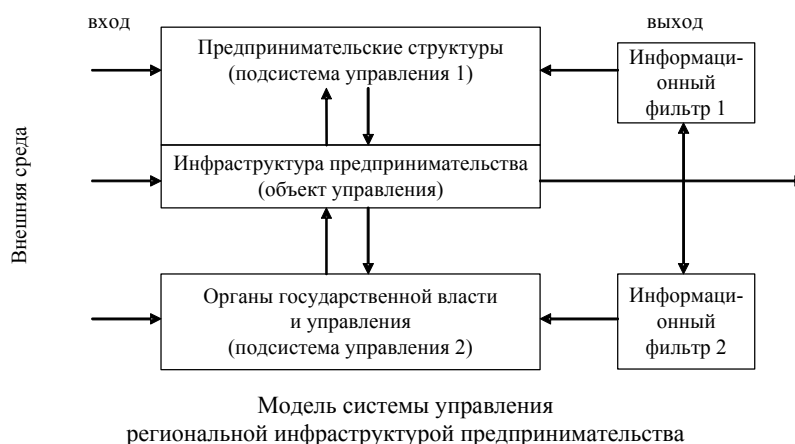 вход
выход
Предпринимательские структуры
(подсистема управления 1)
Информаци-
онный
фильтр 1
Внешняя среда
Инфраструктура предпринимательства
(объект управления)
Органы государственной власти
и управления
(подсистема управления 2)
Информаци-
онный
фильтр 2
Модель системы управления
региональной инфраструктурой предпринимательства